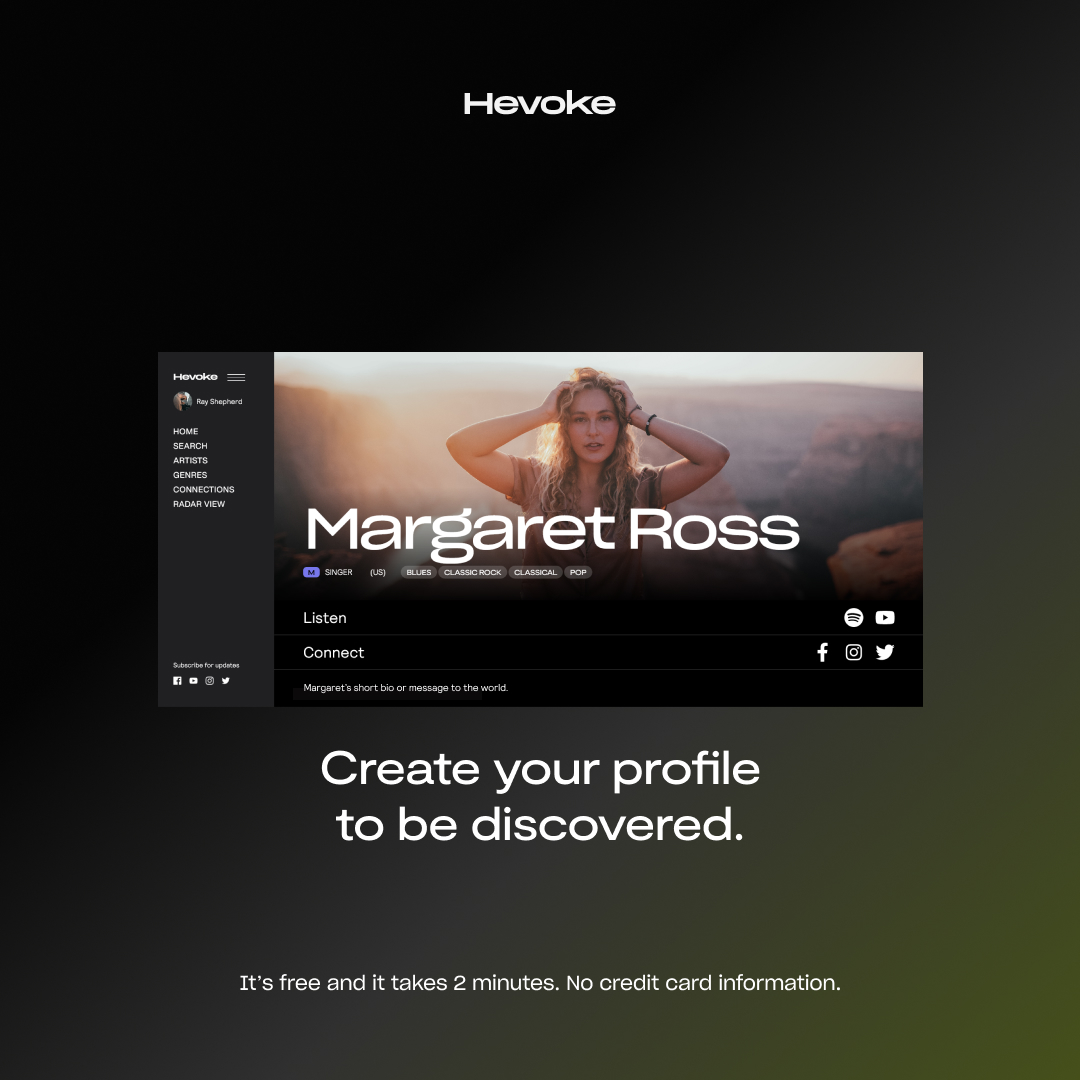 Hevoke
Hevoke
Ray Shepherd
HOME
SEARCH
ARTISTS
GENRES
CONNECTIONS
RADAR VIEW
Subscribe for updates
Margaret Ross
M SINGER (US) BLUES CLASSIC ROCK CLASSICAL POP
Listen
Connect
Margaret's short bio or message to the world.
Create your profile
to be discovered.
It's free and it takes 2 minutes. No credit card information.